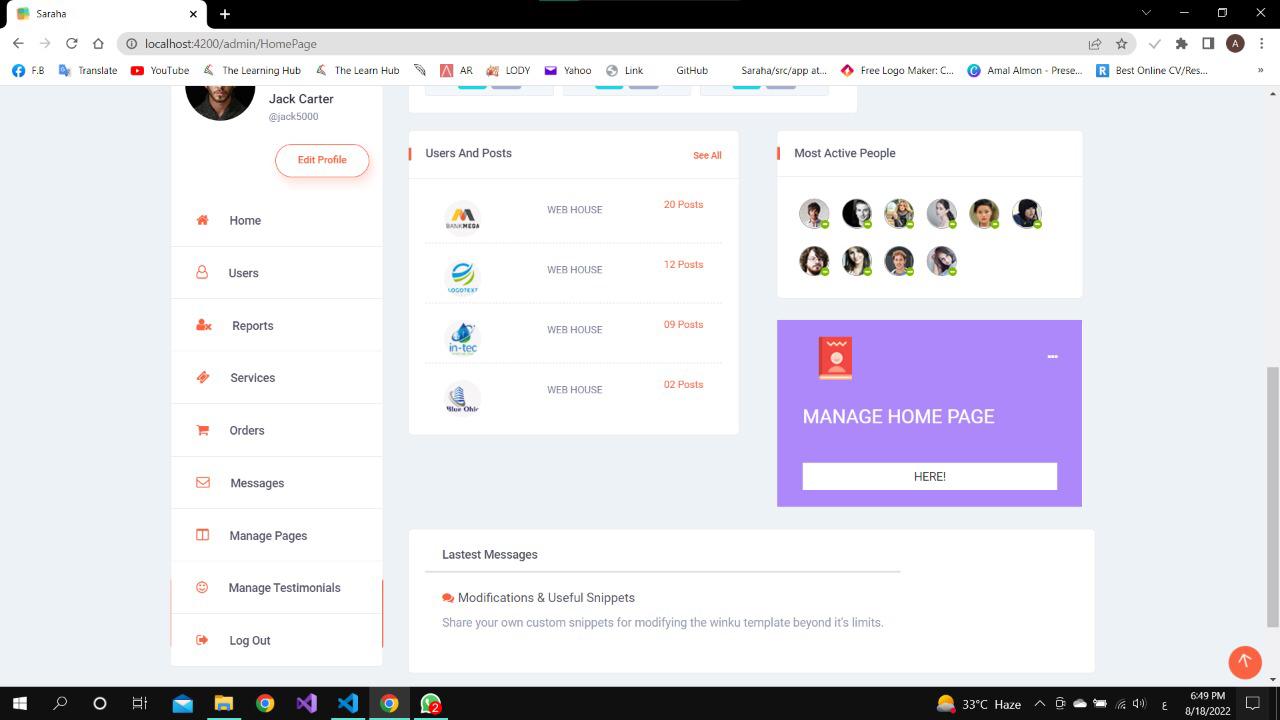 Saraha
localhost:4200/admin/HomePage
A
F.B
Translate
YouTube
The Learning Hub
The Learn Hub
AR
LODY
Yahoo
Link
GitHub
Saraha/src/app at...
Free Logo Maker: C...
Amal Almon - Prese...
Best Online CV/Res...
»
Jack Carter
@jack5000
Edit Profile
Home
Users
Reports
Services
Orders
Messages
Manage Pages
Manage Testimonials
Log Out
Users And Posts
See All
BANKMEGA
WEB HOUSE
20 Posts
LOGOTEXT
WEB HOUSE
12 Posts
in-tec
WEB HOUSE
09 Posts
Blue Ohio
WEB HOUSE
02 Posts
Most Active People
MANAGE HOME PAGE
HERE!
Lastest Messages
Modifications & Useful Snippets
Share your own custom snippets for modifying the winku template beyond it's limits.
2
33°C Haze
ع
6:49 PM
8/18/2022